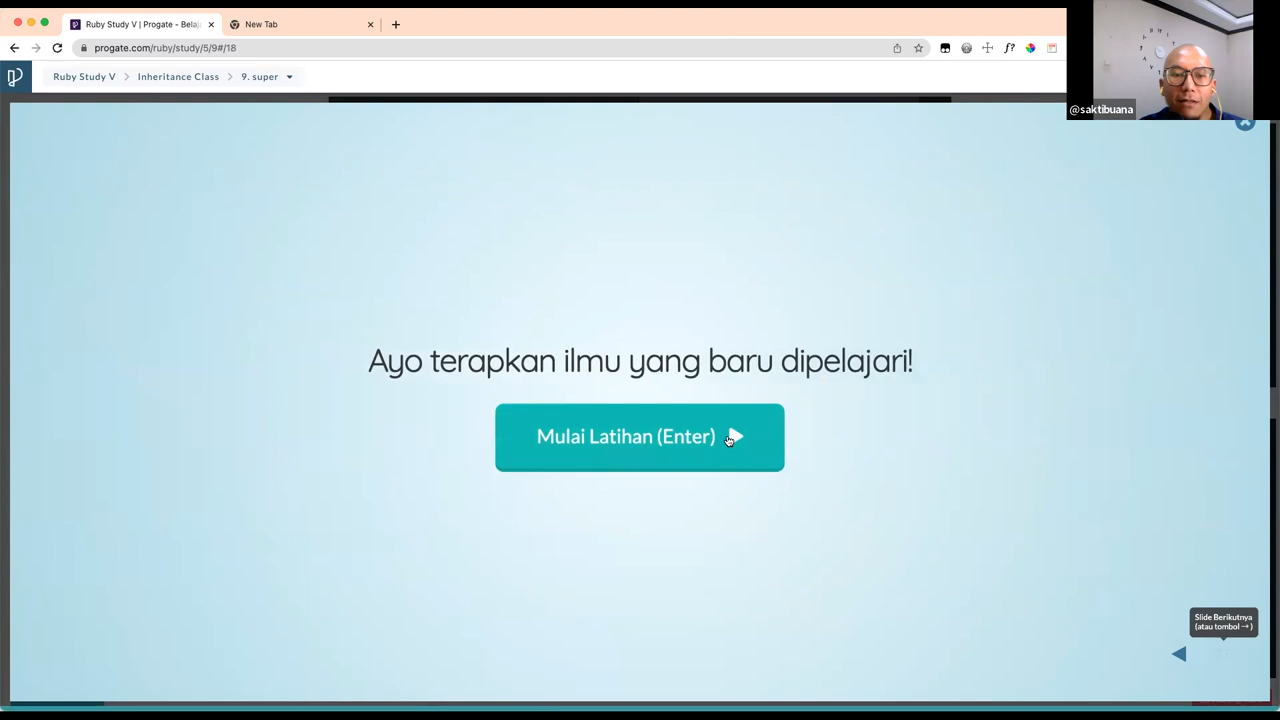 Ruby Study V | Progate - Belaja
New Tab
progate.com/ruby/study/5/9#/18
Ruby Study V
Inheritance Class
9. super
@saktibuana
Ayo terapkan ilmu yang baru dipelajari!
Mulai Latihan (Enter)
Slide Berikutnya
(atau tombol → )